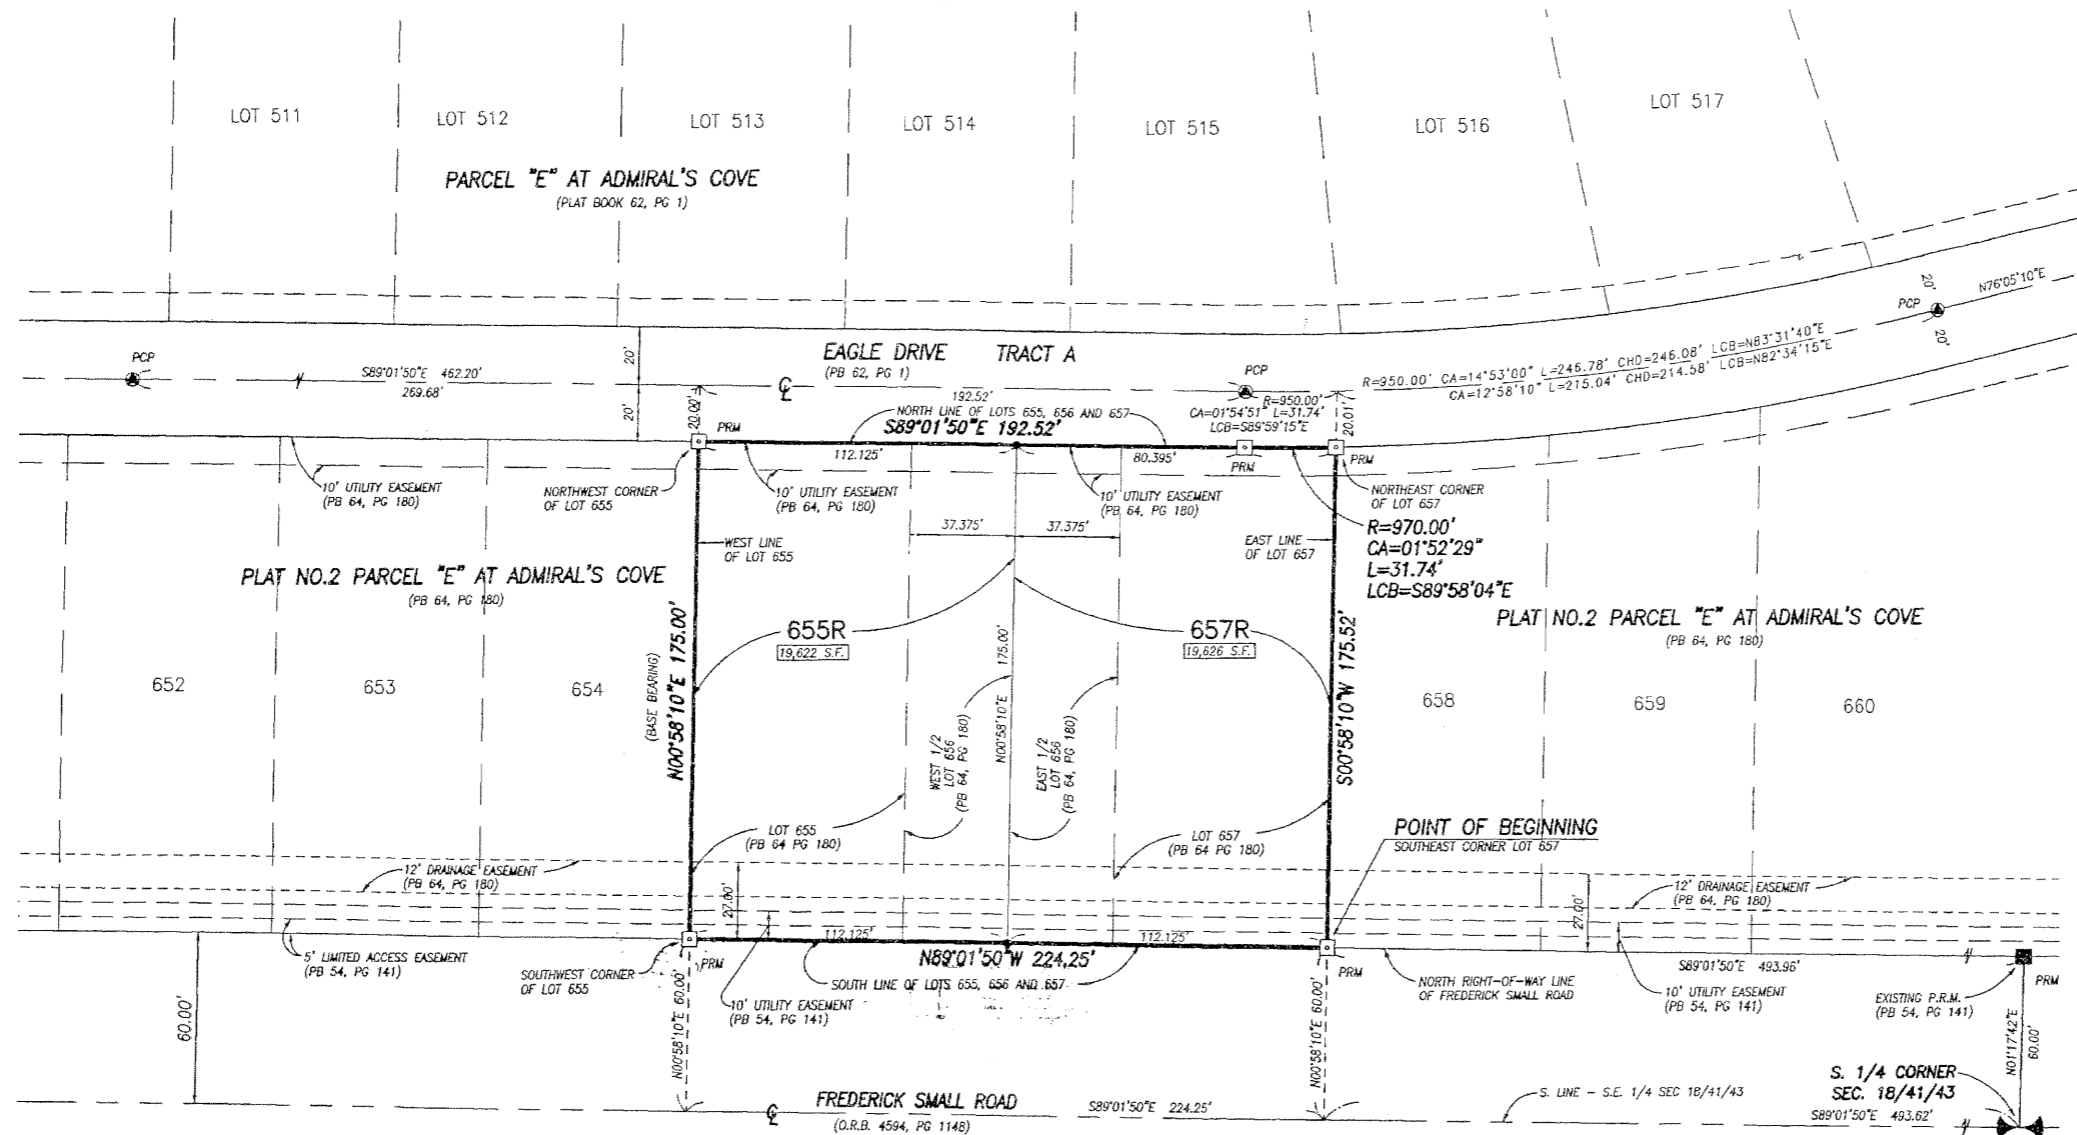 LOT 511
LOT 512
LOT 513
LOT 514
LOT 515
LOT 516
LOT 517
PARCEL "E" AT ADMIRAL'S COVE
(PLAT BOOK 62, PG 1)
PCP
S89°01'50"E 462.20'
269.68'
20'
20'
EAGLE DRIVE TRACT A
(PB 62, PG 1)
℄
192.52'
PCP
R=950.00'
CA=01°54'51" L=31.74'
LCB=S89°59'15"E
R=950.00' CA=14°53'00" L=246.78' CHD=246.08' LCB=N83°31'40"E
CA=12°58'10" L=215.04' CHD=214.58' LCB=N82°34'15"E
PCP
20'
20'
N76°05'10"E
20.00'
20.01'
PRM
NORTH LINE OF LOTS 655, 656 AND 657
S89°01'50"E 192.52'
112.125'
80.395'
PRM
PRM
10' UTILITY EASEMENT
(PB 64, PG 180)
NORTHWEST CORNER
OF LOT 655
10' UTILITY EASEMENT
(PB 64, PG 180)
10' UTILITY EASEMENT
(PB 64, PG 180)
NORTHEAST CORNER
OF LOT 657
37.375'
37.375'
WEST LINE
OF LOT 655
EAST LINE
OF LOT 657
R=970.00'
CA=01°52'29"
L=31.74'
LCB=S89°58'04"E
PLAT NO.2 PARCEL "E" AT ADMIRAL'S COVE
(PB 64, PG 180)
PLAT NO.2 PARCEL "E" AT ADMIRAL'S COVE
(PB 64, PG 180)
655R
19,622 S.F.
657R
19,626 S.F.
(BASE BEARING)
N00°58'10"E 175.00'
N00°58'10"E 175.00'
S00°58'10"W 175.52'
652
653
654
658
659
660
WEST 1/2
LOT 656
(PB 64, PG 180)
EAST 1/2
LOT 656
(PB 64, PG 180)
LOT 655
(PB 64 PG 180)
LOT 657
(PB 64 PG 180)
POINT OF BEGINNING
SOUTHEAST CORNER LOT 657
12' DRAINAGE EASEMENT
(PB 64, PG 180)
12' DRAINAGE EASEMENT
(PB 64, PG 180)
27.00'
27.00'
112.125'
112.125'
N89°01'50"W 224.25'
SOUTH LINE OF LOTS 655, 656 AND 657
5' LIMITED ACCESS EASEMENT
(PB 54, PG 141)
SOUTHWEST CORNER
OF LOT 655
PRM
10' UTILITY EASEMENT
(PB 54, PG 141)
PRM
NORTH RIGHT-OF-WAY LINE
OF FREDERICK SMALL ROAD
S89°01'50"E 493.96'
10' UTILITY EASEMENT
(PB 54, PG 141)
EXISTING P.R.M.
(PB 54, PG 141)
PRM
60.00'
N00°58'10"E 60.00'
N00°58'10"E 60.00'
N01°17'42"E
60.00'
℄
FREDERICK SMALL ROAD
(O.R.B. 4594, PG 1148)
S89°01'50"E 224.25'
S. LINE - S.E. 1/4 SEC 18/41/43
S. 1/4 CORNER
SEC. 18/41/43
S89°01'50"E 493.62'